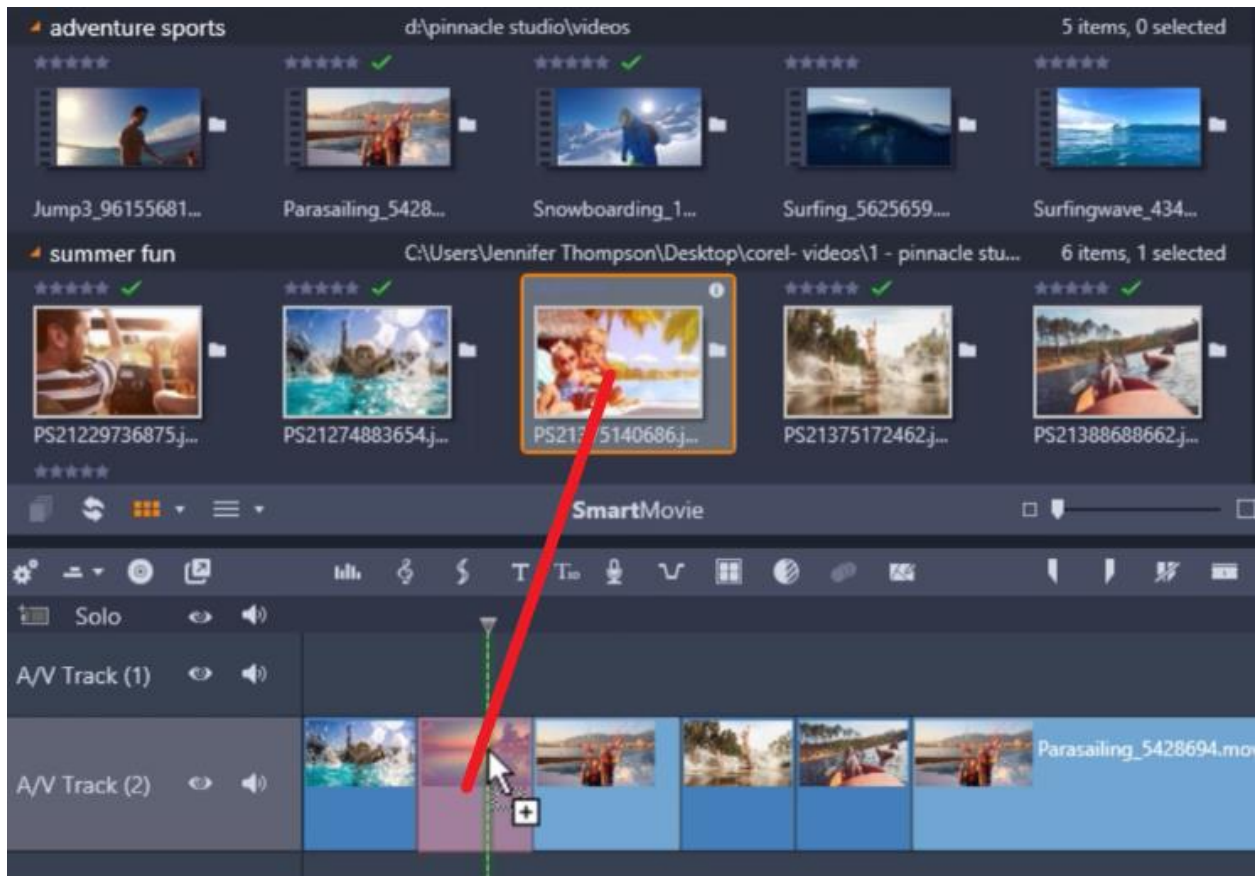 adventure sports d:\pinnacle studio\videos 5 items, 0 selected
Jump3_96155681... Parasailing_5428... Snowboarding_1... Surfing_5625659.... Surfingwave_434...
summer fun C:\Users\Jennifer Thompson\Desktop\corel- videos\1 - pinnacle stu... 6 items, 1 selected
PS21229736875.j... PS21274883654.j... PS21375140686.j... PS21375172462.j... PS21388688662.j...
SmartMovie
Solo
A/V Track (1)
A/V Track (2)
Parasailing_5428694.mov